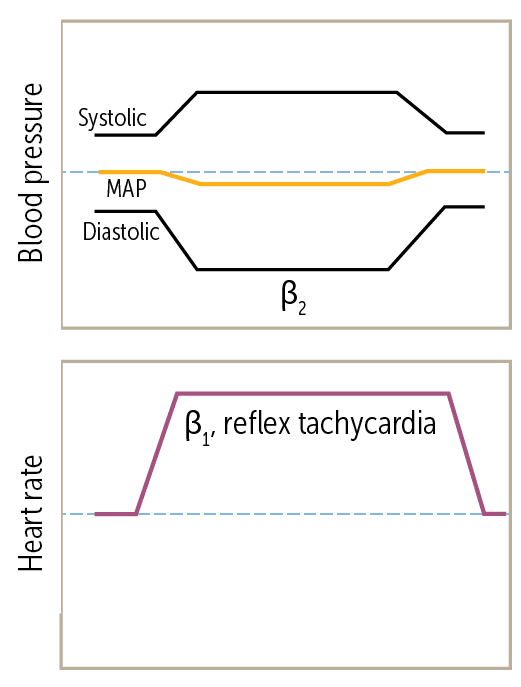 Blood pressure
Systolic
MAP
Diastolic
β₂
Heart rate
β₁, reflex tachycardia